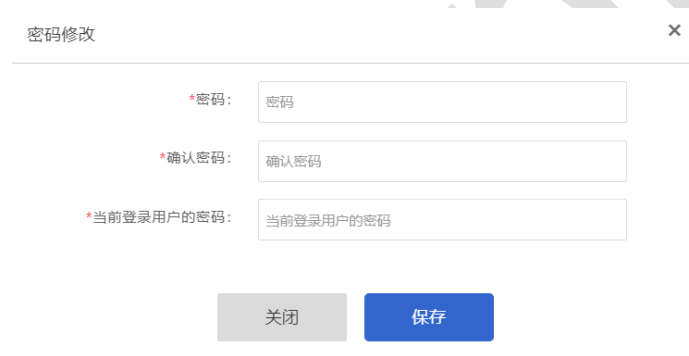 密码修改 ×
*密码： 密码
*确认密码： 确认密码
*当前登录用户的密码： 当前登录用户的密码
关闭 保存